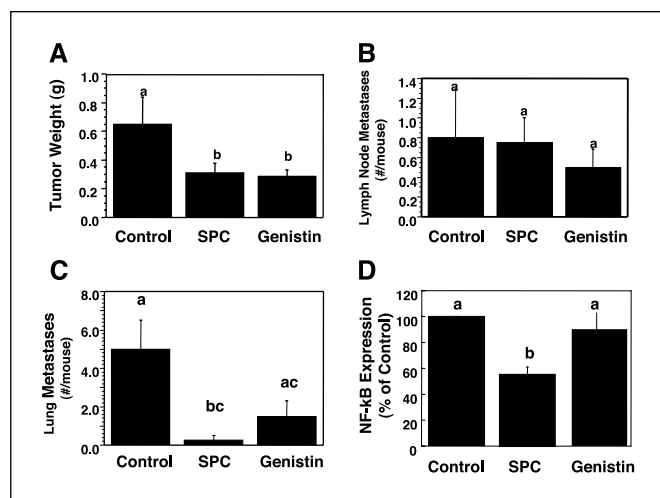 A
Tumor Weight (g)
1.0
0.8
0.6
0.4
0.2
0.0
a
b
b
Control SPC Genistin
B
Lymph Node Metastases
(#/mouse)
1.4
1.2
1.0
0.8
0.6
0.4
0.2
0.0
a
a
a
Control SPC Genistin
C
Lung Metastases
(#/mouse)
8.0
6.0
4.0
2.0
0.0
a
bc
ac
Control SPC Genistin
D
NF-kB Expression
(% of Control)
120
100
80
60
40
20
0
a
b
a
Control SPC Genistin